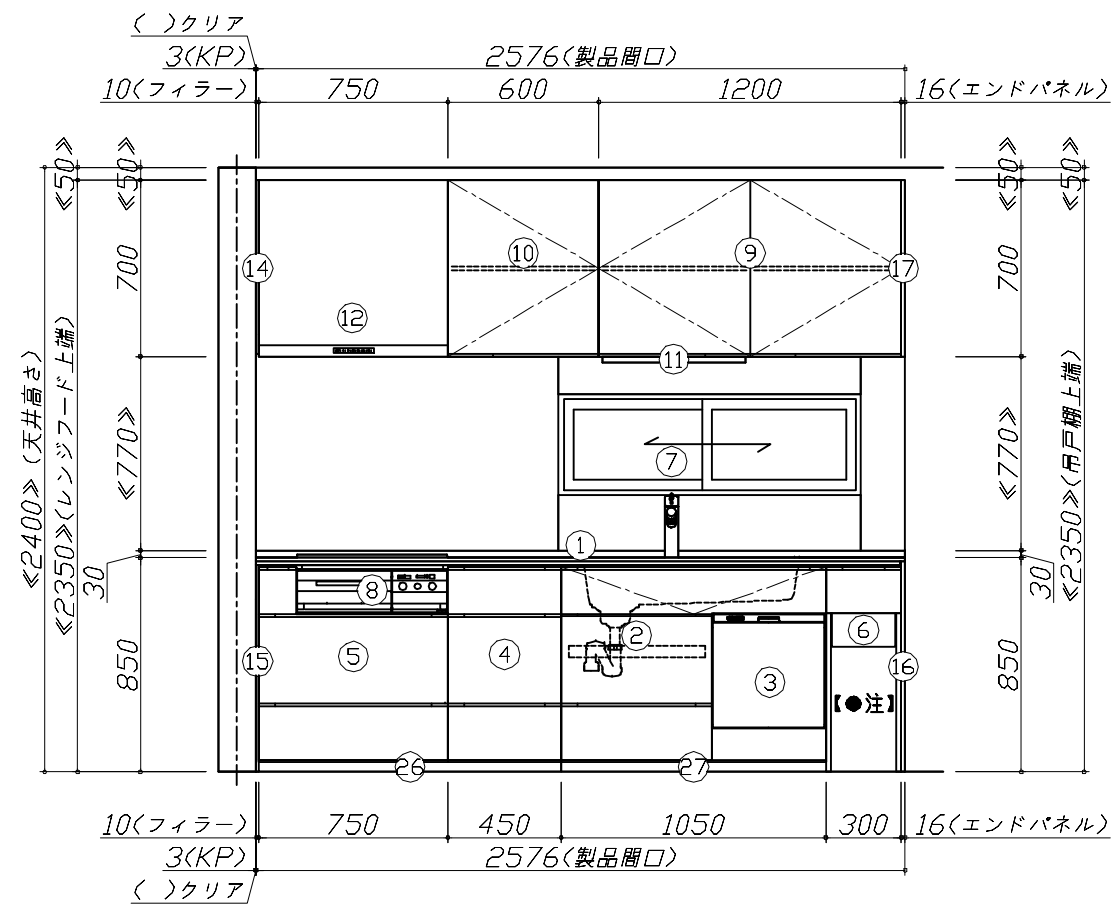 ( )クリア
3(KP)
2576(製品間口)
10(フィラー)
750
600
1200
16(エンドパネル)
≪50≫
≪50≫
≪50≫
≪50≫
700
700
14
10
9
17
12
11
≪770≫
≪770≫
7
≪2400≫(天井高さ)
≪2350≫(レンジフード上端)
≪2350≫(吊戸棚上端)
1
30
30
8
2
6
15
5
4
3
16
850
850
【●注】
26
27
10(フィラー)
750
450
1050
300
16(エンドパネル)
3(KP)
2576(製品間口)
( )クリア